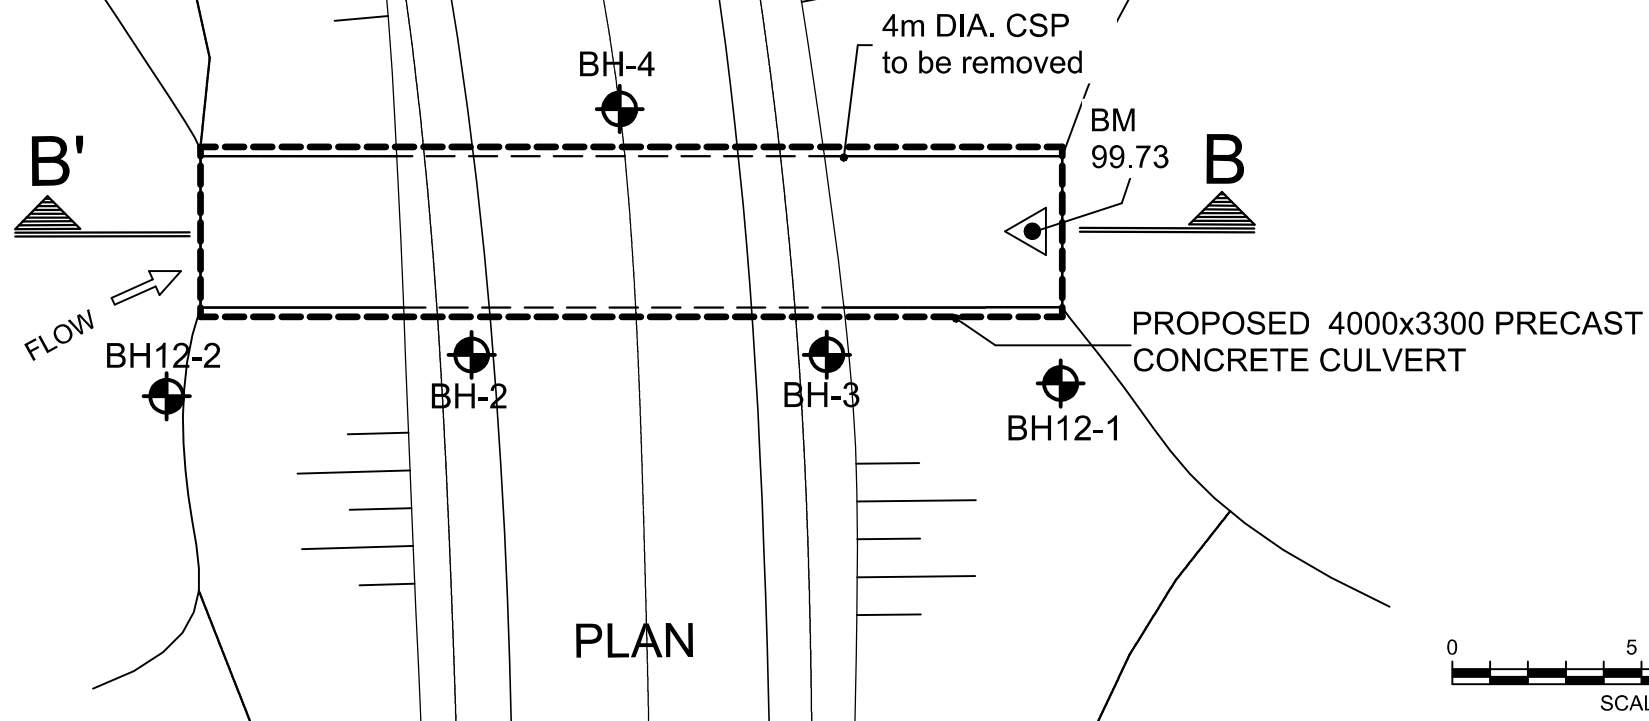 4m DIA. CSP
to be removed
BH-4
BM
99.73
B'
B
FLOW
PROPOSED 4000x3300 PRECAST
CONCRETE CULVERT
BH12-2
BH-2
BH-3
BH12-1
PLAN
0 5